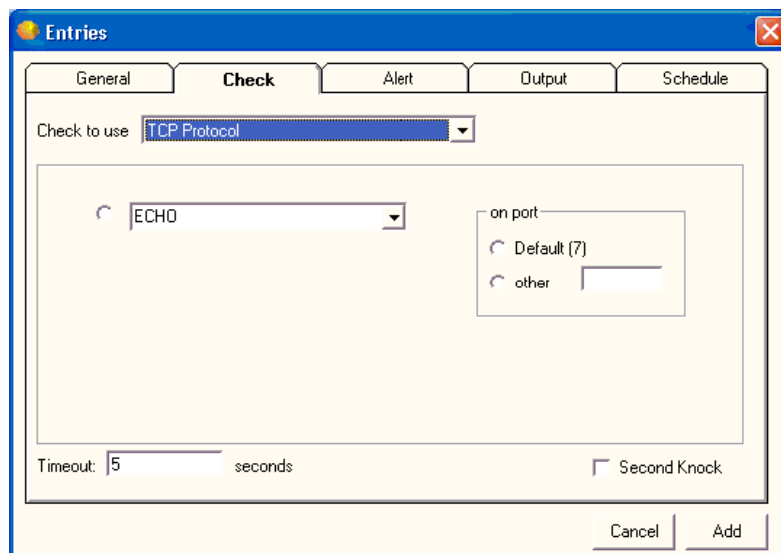 Entries
General Check Alert Output Schedule
Check to use TCP Protocol
ECHO
on port
Default (7)
other
Timeout: 5 seconds
Second Knock
Cancel Add